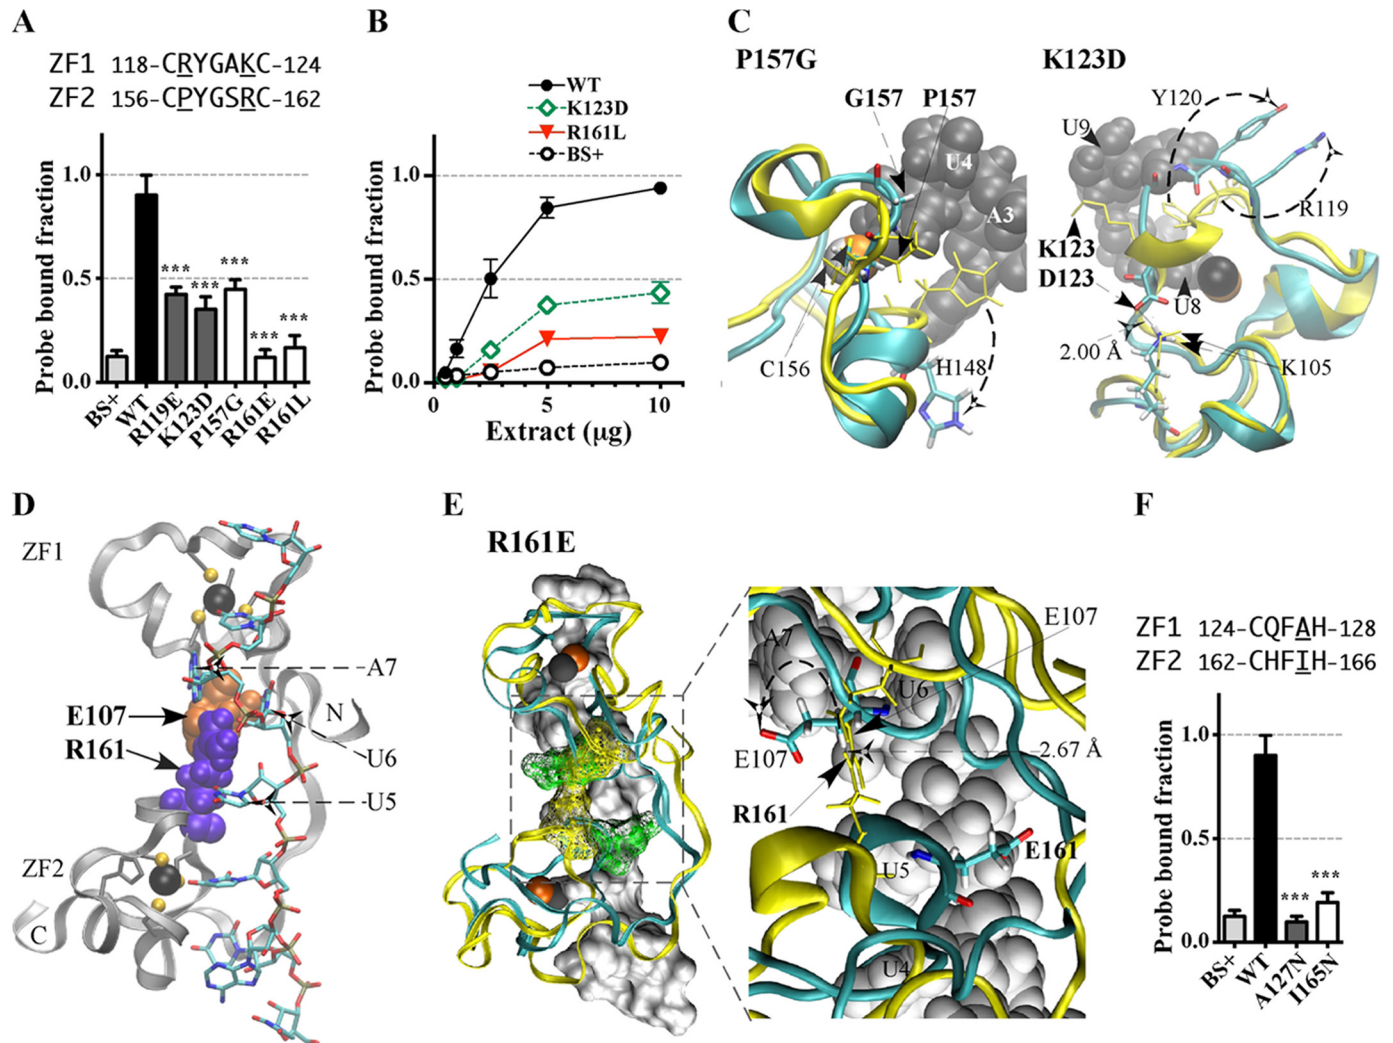 A
ZF1 118-CRYGAKC-124
ZF2 156-CPYGSRC-162
Probe bound fraction
1.0
0.5
0.0
***
***
***
***
***
BS+
WT
R119E
K123D
P157G
R161E
R161L
B
WT
K123D
R161L
BS+
Probe bound fraction
1.0
0.5
0.0
0
5
10
Extract (μg)
C
P157G
G157
P157
U4
A3
C156
H148
K123D
Y120
U9
R119
K123
D123
U8
2.00 Å
K105
D
ZF1
A7
E107
N
R161
U6
U5
ZF2
C
E
R161E
E107
A7
U6
E107
2.67 Å
R161
E161
U5
U4
F
ZF1 124-CQFAH-128
ZF2 162-CHFIH-166
Probe bound fraction
1.0
0.5
0.0
***
***
BS+
WT
A127N
I165N